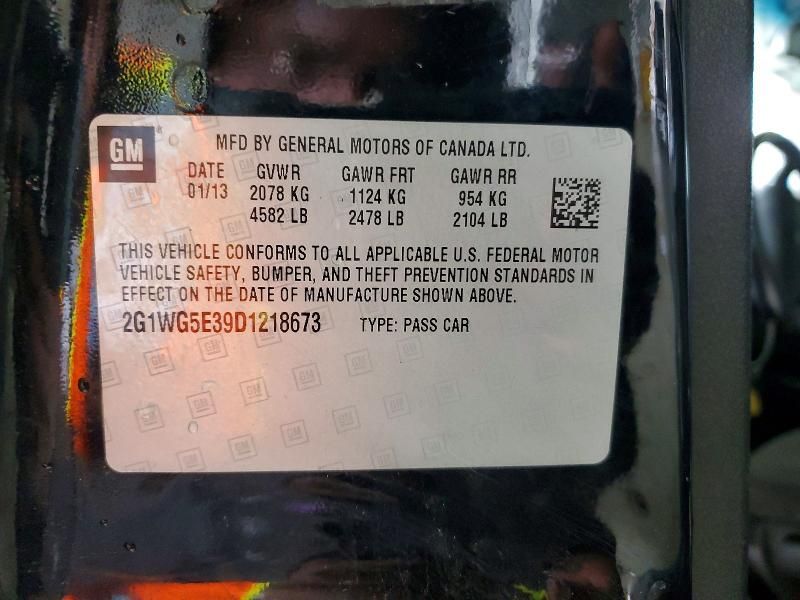 GM
MFD BY GENERAL MOTORS OF CANADA LTD.
DATE GVWR GAWR FRT GAWR RR
01/13 2078 KG 1124 KG 954 KG
4582 LB 2478 LB 2104 LB
THIS VEHICLE CONFORMS TO ALL APPLICABLE U.S. FEDERAL MOTOR
VEHICLE SAFETY, BUMPER, AND THEFT PREVENTION STANDARDS IN
EFFECT ON THE DATE OF MANUFACTURE SHOWN ABOVE.
2G1WG5E39D1218673 TYPE: PASS CAR